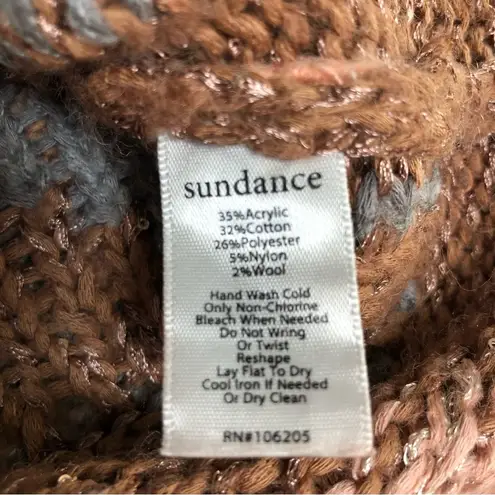 sundance
35%Acrylic
32%Cotton
26%Polyester
5%Nylon
2%Wool
Hand Wash Cold
Only Non-Chlorine
Bleach When Needed
Do Not Wring
Or Twist
Reshape
Lay Flat To Dry
Cool Iron If Needed
Or Dry Clean
RN#106205